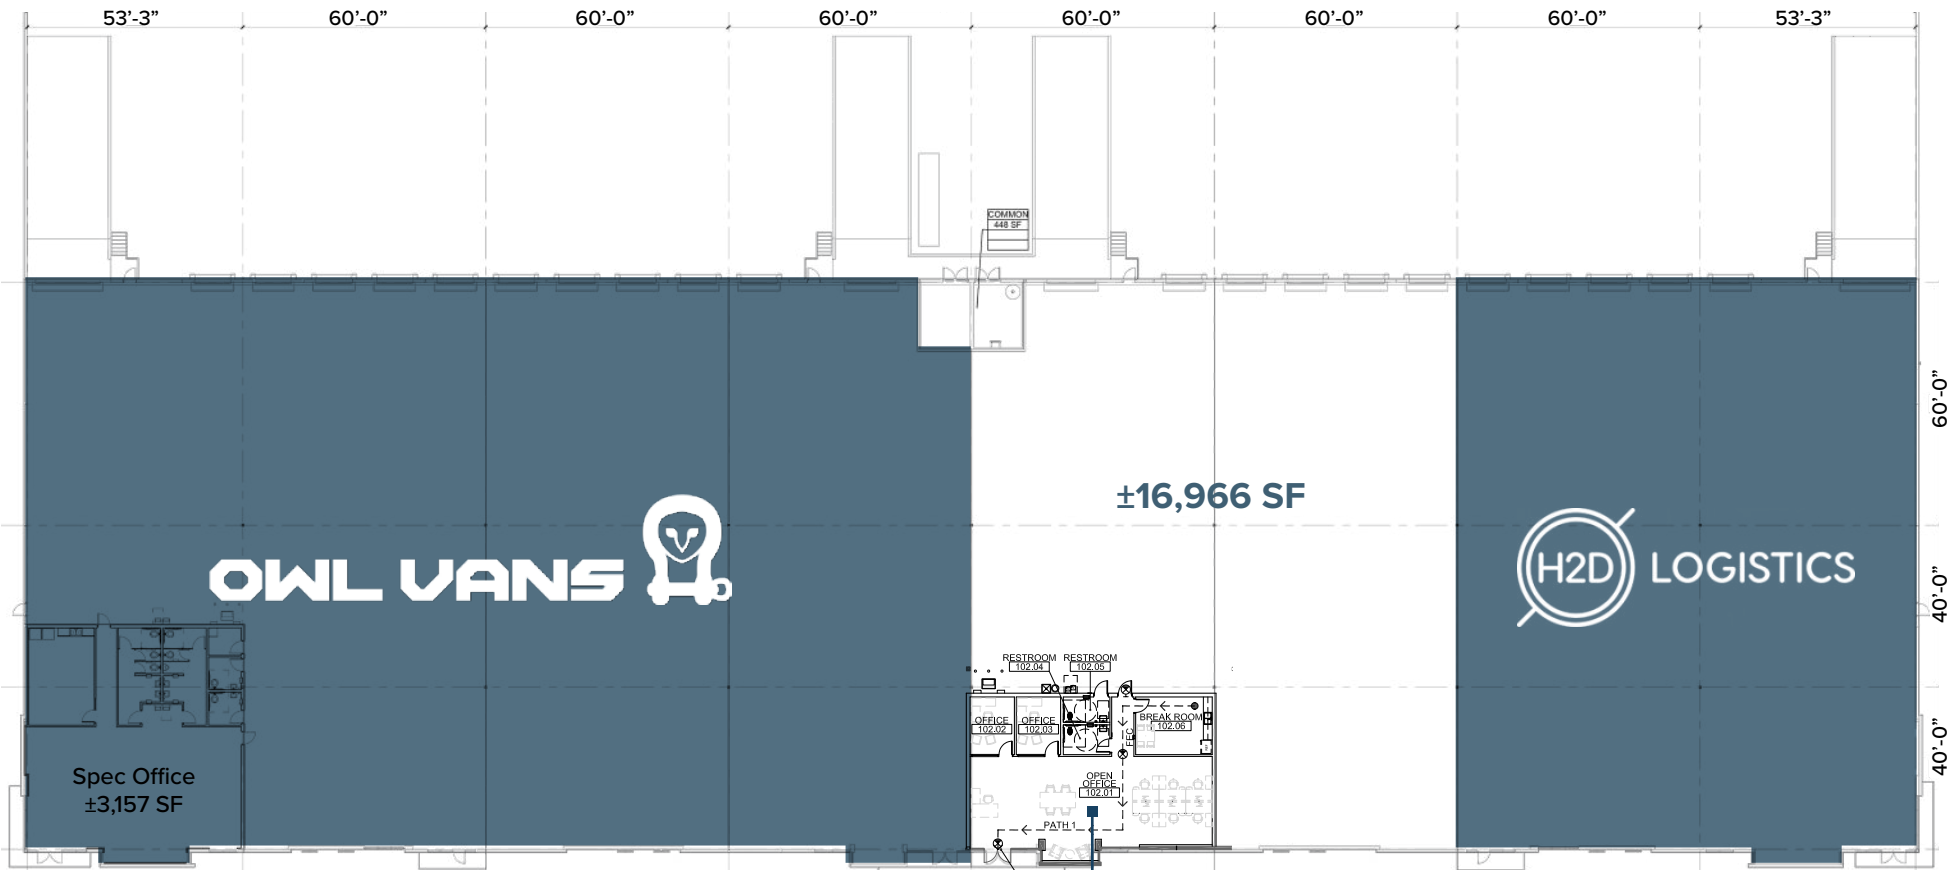 53'-3”
60'-0”
60'-0”
60'-0”
60'-0”
60'-0”
60'-0”
53'-3”
COMMON
448 SF
60'-0”
40'-0”
40'-0”
±16,966 SF
OWL VANS
H2D LOGISTICS
RESTROOM
102.04
RESTROOM
102.05
OFFICE
102.02
OFFICE
102.03
BREAK ROOM
102.06
FEC
OPEN
OFFICE
102.01
PATH 1
Spec Office
±3,157 SF